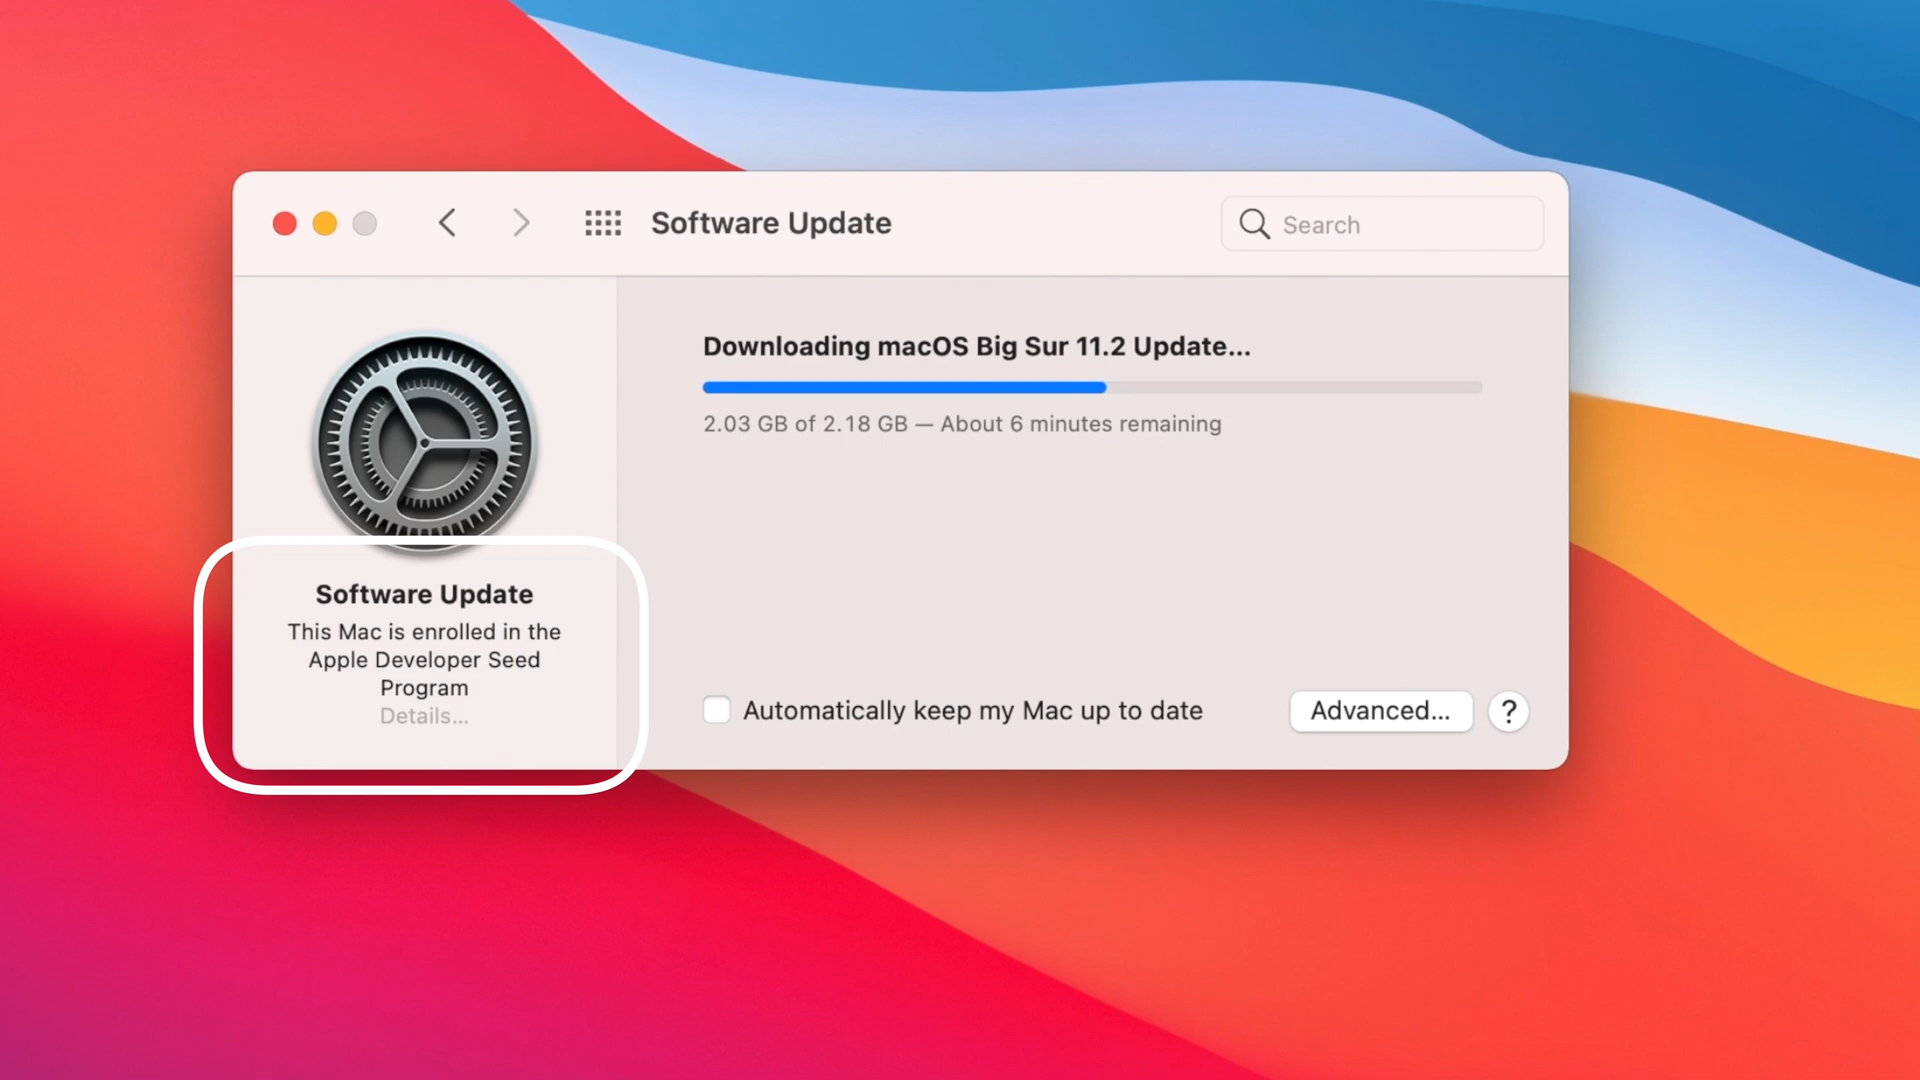 Software Update
Search
Downloading macOS Big Sur 11.2 Update...
2.03 GB of 2.18 GB — About 6 minutes remaining
Software Update
This Mac is enrolled in the
Apple Developer Seed
Program
Details...
Automatically keep my Mac up to date
Advanced...
?